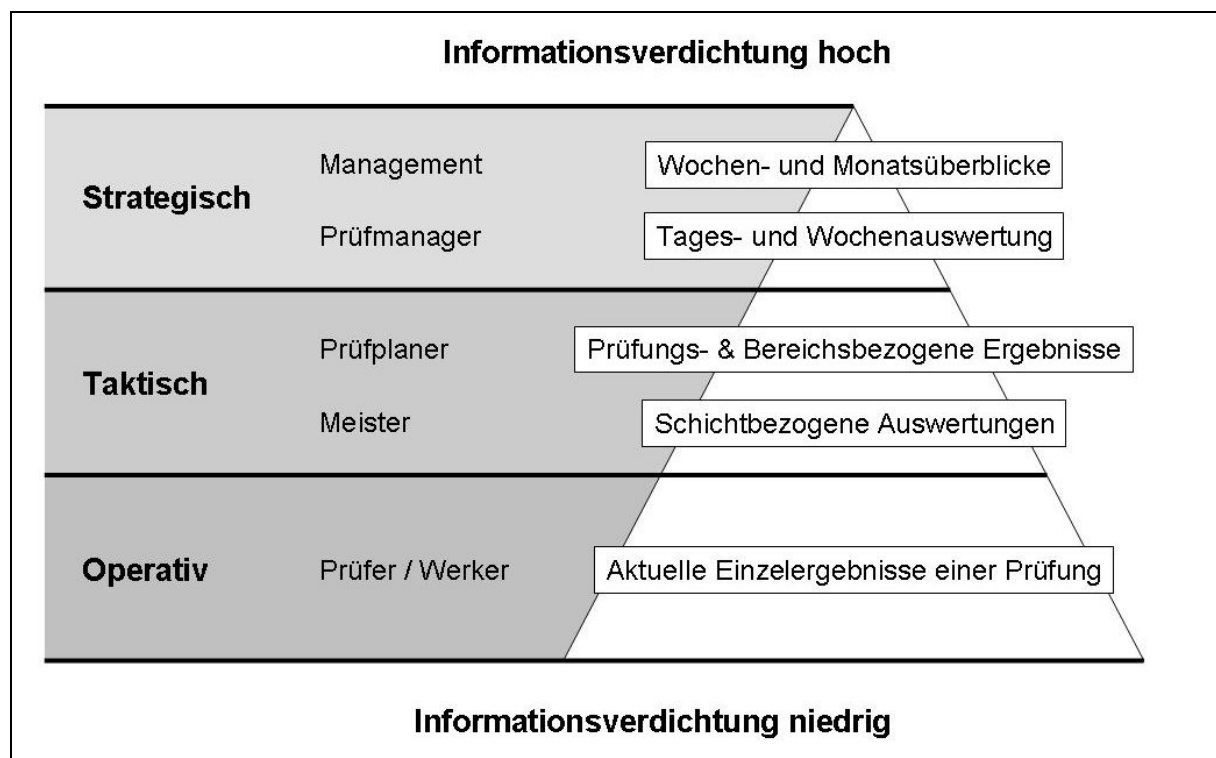 Informationsverdichtung hoch
Strategisch
Management
Wochen- und Monatsüberblicke
Prüfmanager
Tages- und Wochenauswertung
Taktisch
Prüfplaner
Prüfungs- & Bereichsbezogene Ergebnisse
Meister
Schichtbezogene Auswertungen
Operativ
Prüfer / Werker
Aktuelle Einzelergebnisse einer Prüfung
Informationsverdichtung niedrig